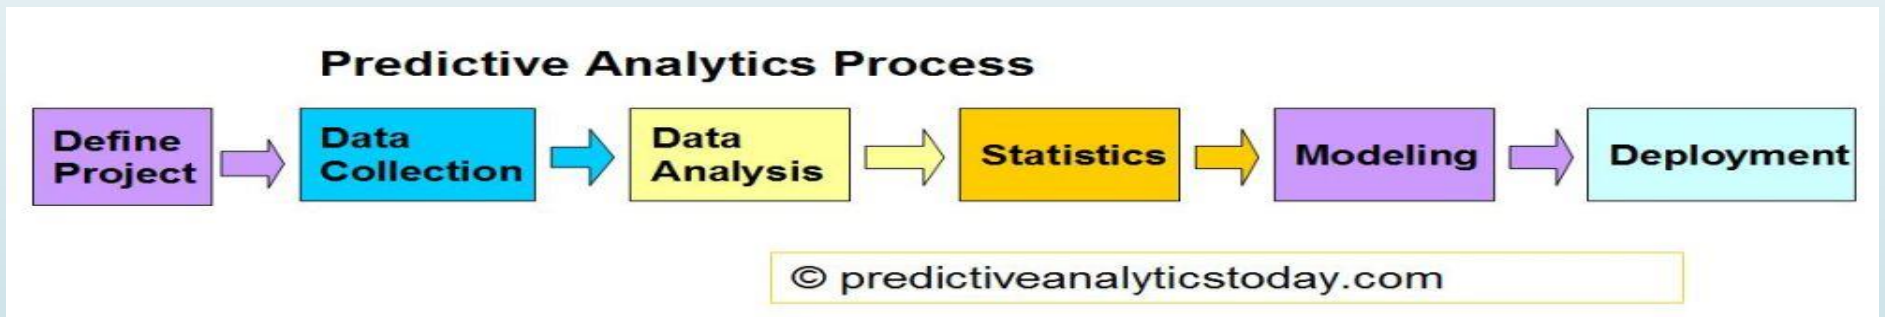 Predictive Analytics Process
Define
Project
Data
Collection
Data
Analysis
Statistics
Modeling
Deployment
© predictiveanalyticstoday.com